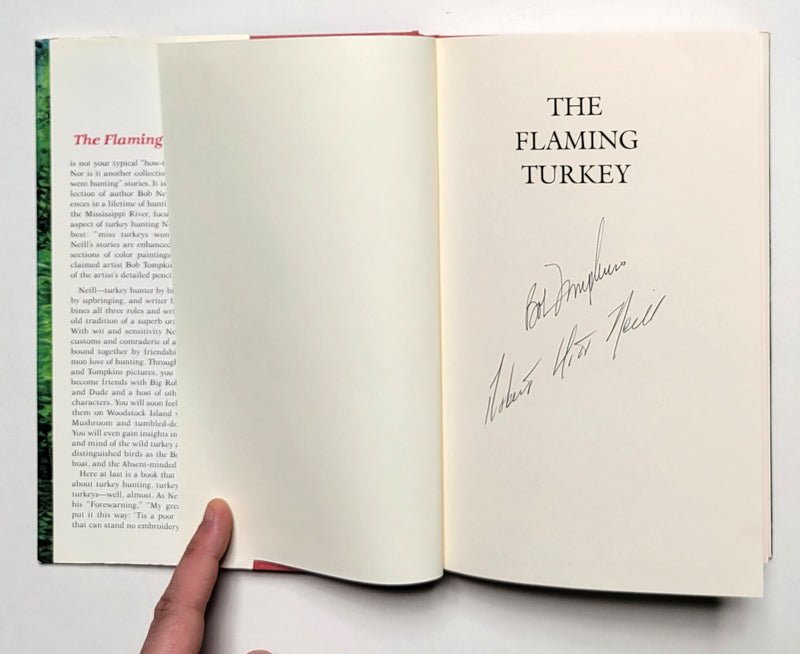 The Flaming
is not your typical "how-t
Nor is it another collectio
went hunting" stories. It is
lection of author Bob Ne
ences in a lifetime of hunti
the Mississippi River, focu
aspect of turkey hunting N
best: "miss turkeys won
Neill's stories are enhanced
sections of color paintings
claimed artist Bob Tompkin
of the artist's detailed penci
Neill—turkey hunter by bi
by upbringing, and writer b
bines all three roles and wri
old tradition of a superb ora
With wit and sensitivity Ne
customs and comraderic of a
bound together by friendshi
mon love of hunting. Through
and Tompkins pictures, you
become friends with Big Rob
and Dude and a host of oth
characters. You will soon feel
them on Woodstock Island
Mushroom and tumbled-do
You will even gain insights in
and mind of the wild turkey a
distinguished birds as the Be
boat, and the Absent-minded
Here at last is a book that
about turkey hunting, turkey
turkeys—well, almost. As Ne
his "Forewarning," "My grea
put it this way: 'Tis a poor
that can stand no embroidery
THE
FLAMING
TURKEY
Bob Tompkins
Robert Hitt Neill